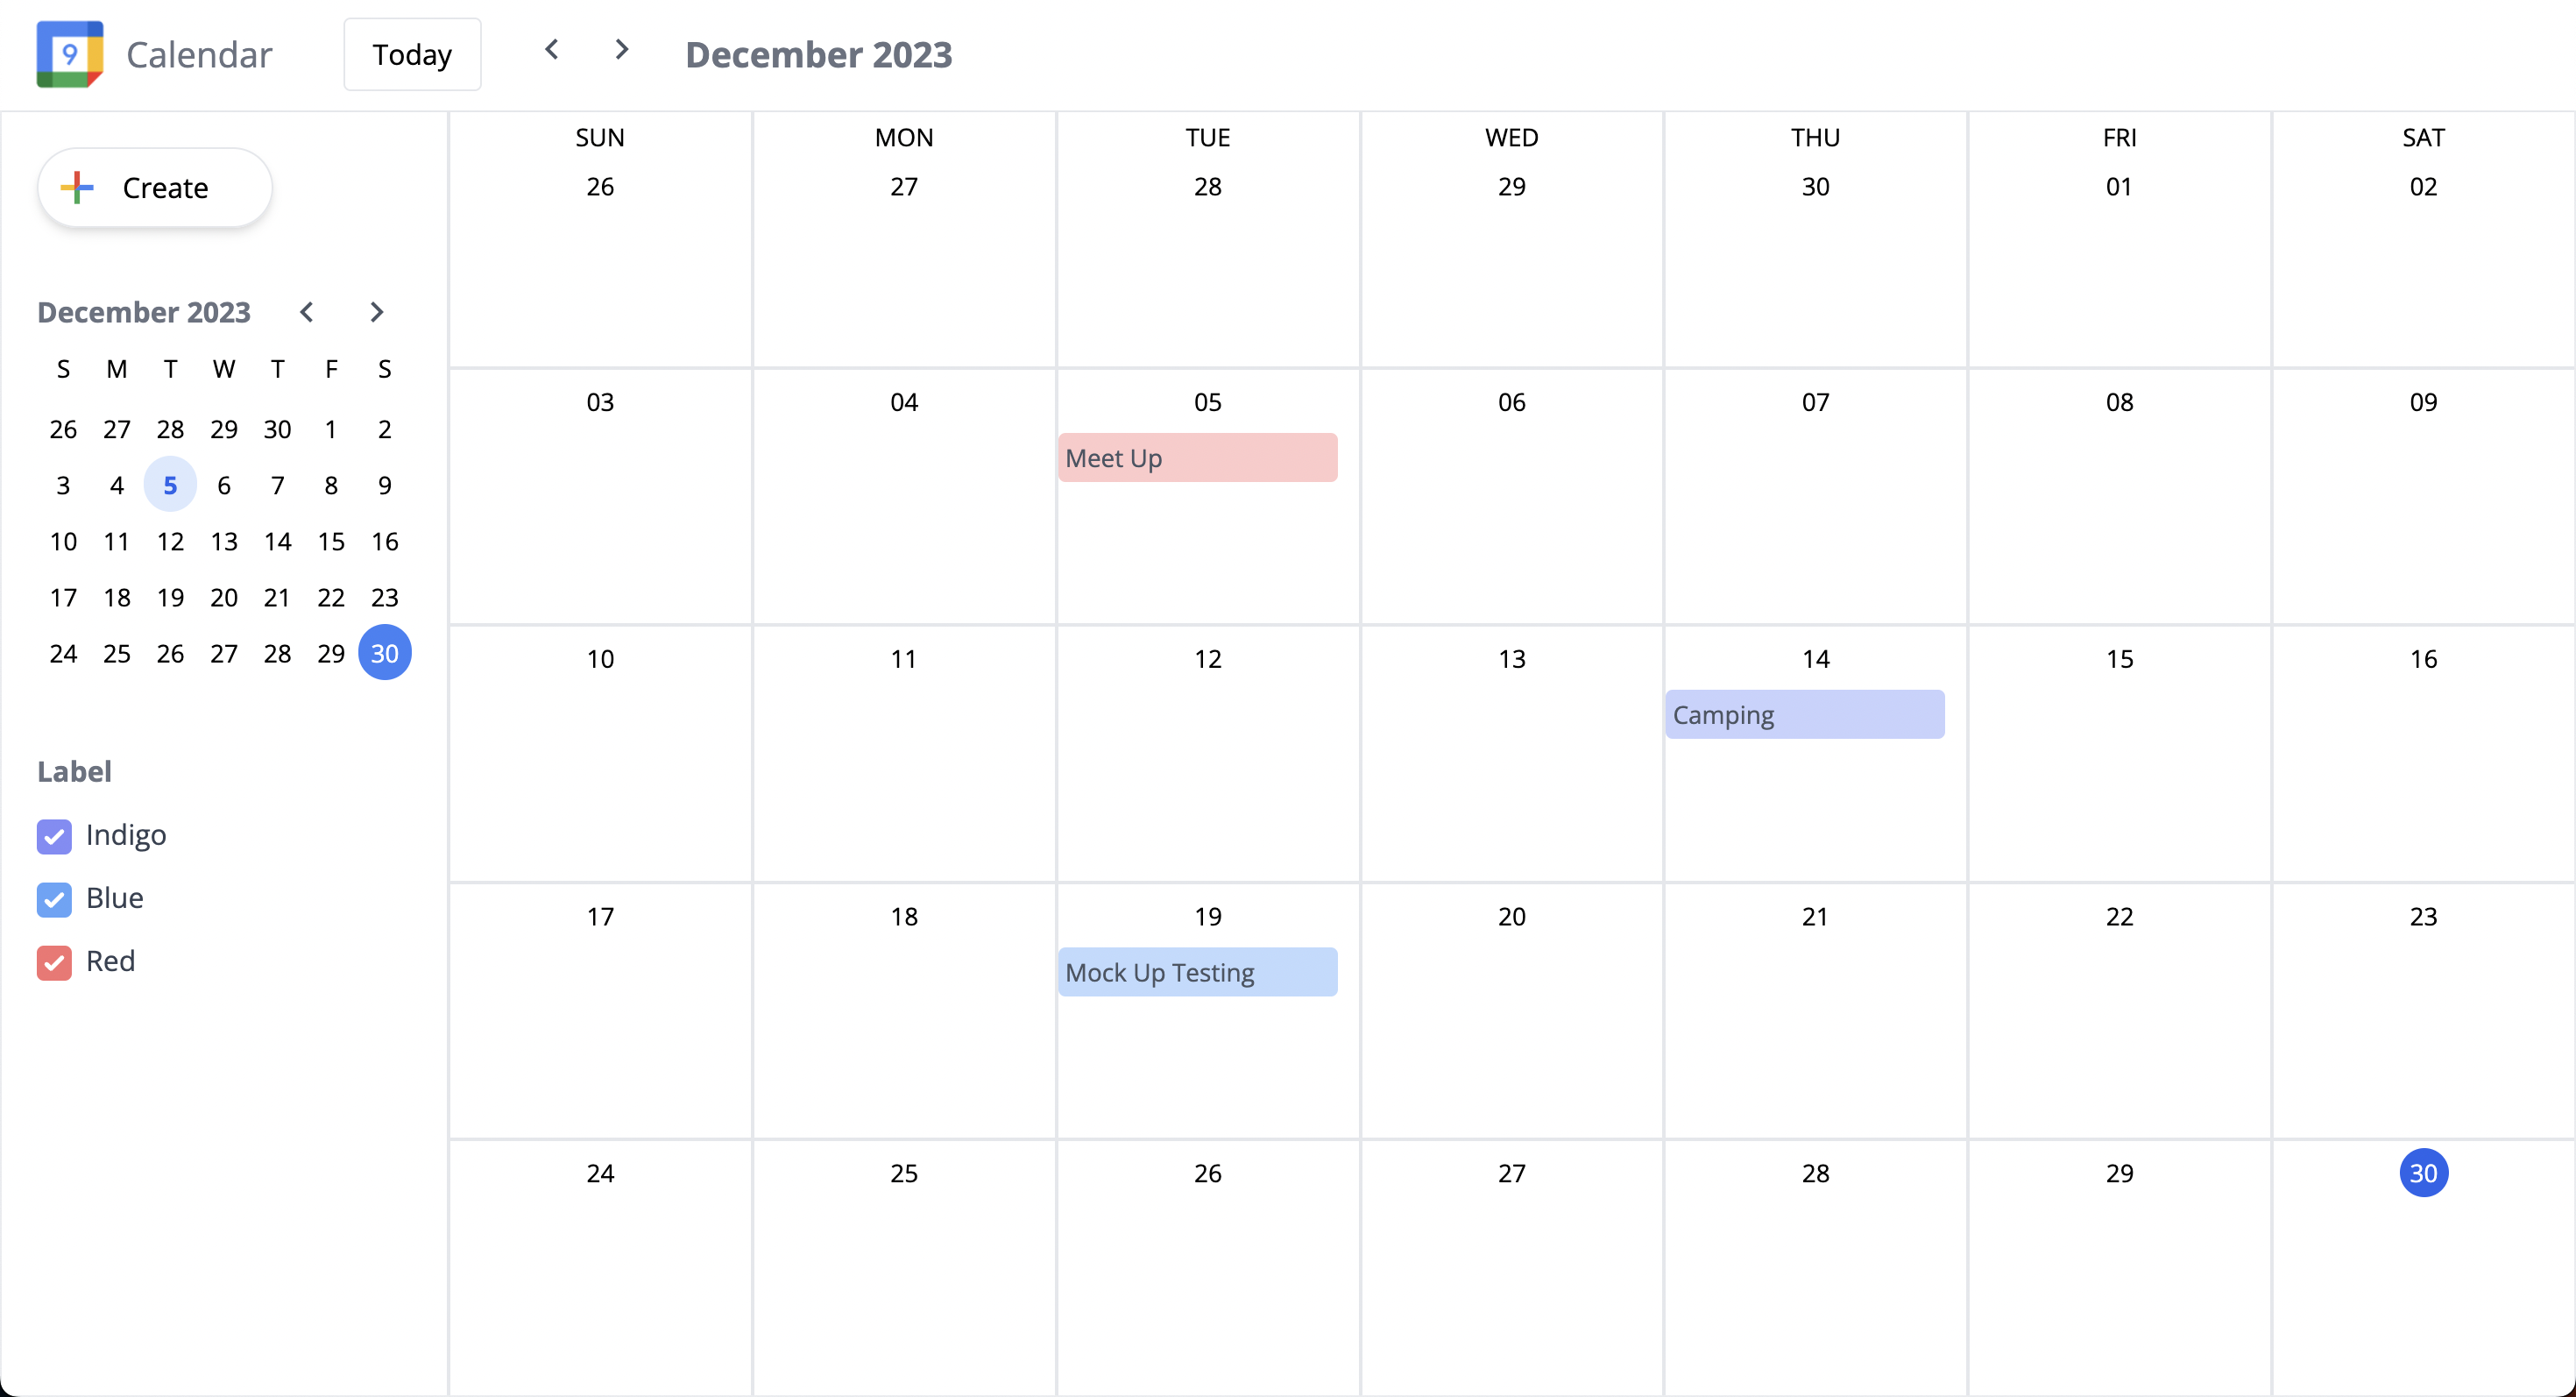 9 Calendar Today December 2023
Create
December 2023
S M T W T F S
26 27 28 29 30 1 2
3 4 5 6 7 8 9
10 11 12 13 14 15 16
17 18 19 20 21 22 23
24 25 26 27 28 29 30
Label
Indigo
Blue
Red
SUN MON TUE WED THU FRI SAT
26 27 28 29 30 01 02
03 04 05 06 07 08 09
Meet Up
10 11 12 13 14 15 16
Camping
17 18 19 20 21 22 23
Mock Up Testing
24 25 26 27 28 29 30